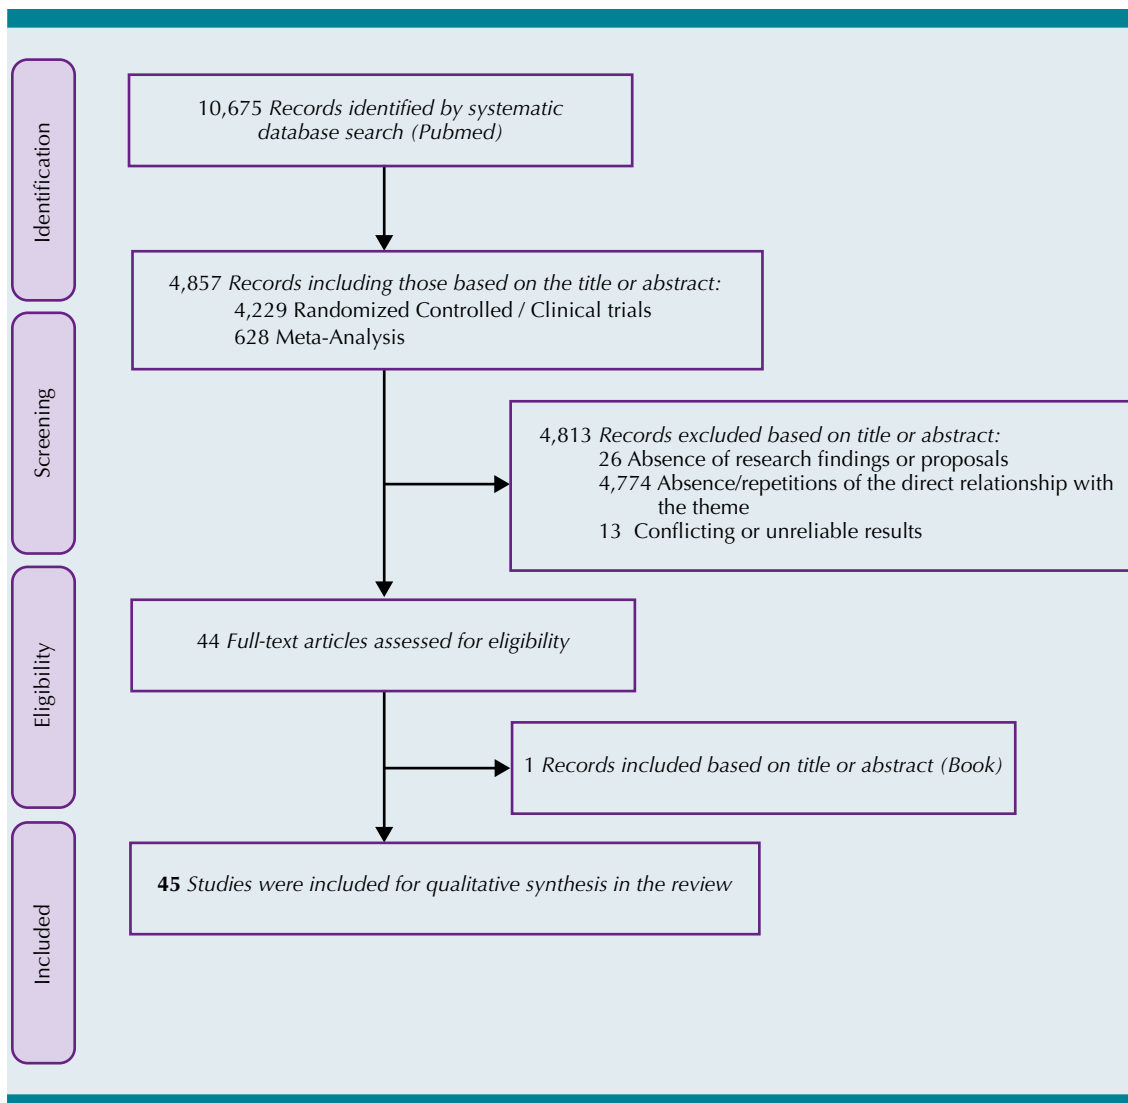 Identification
10,675 Records identified by systematic
database search (Pubmed)
4,857 Records including those based on the title or abstract:
4,229 Randomized Controlled / Clinical trials
628 Meta-Analysis
Screening
4,813 Records excluded based on title or abstract:
26 Absence of research findings or proposals
4,774 Absence/repetitions of the direct relationship with
the theme
13 Conflicting or unreliable results
Eligibility
44 Full-text articles assessed for eligibility
1 Records included based on title or abstract (Book)
Included
45 Studies were included for qualitative synthesis in the review